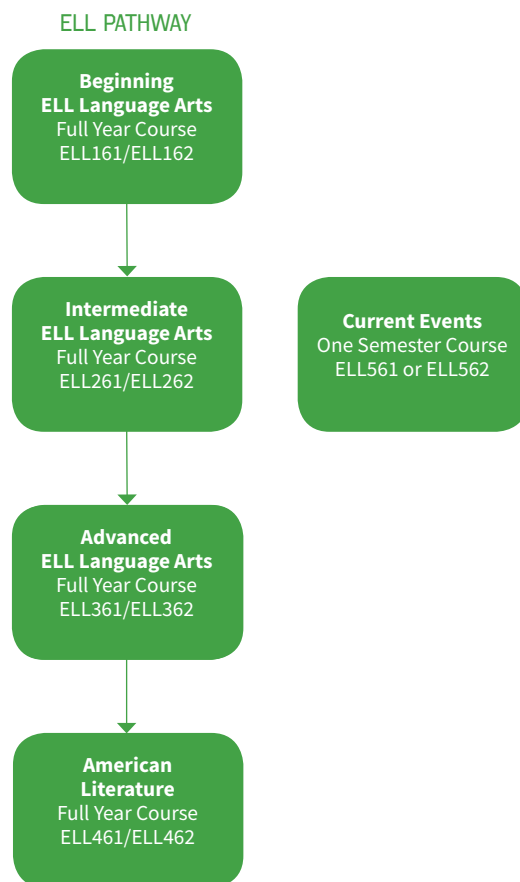 ELL PATHWAY
Beginning
ELL Language Arts
Full Year Course
ELL161/ELL162
Intermediate
ELL Language Arts
Full Year Course
ELL261/ELL262
Current Events
One Semester Course
ELL561 or ELL562
Advanced
ELL Language Arts
Full Year Course
ELL361/ELL362
American
Literature
Full Year Course
ELL461/ELL462